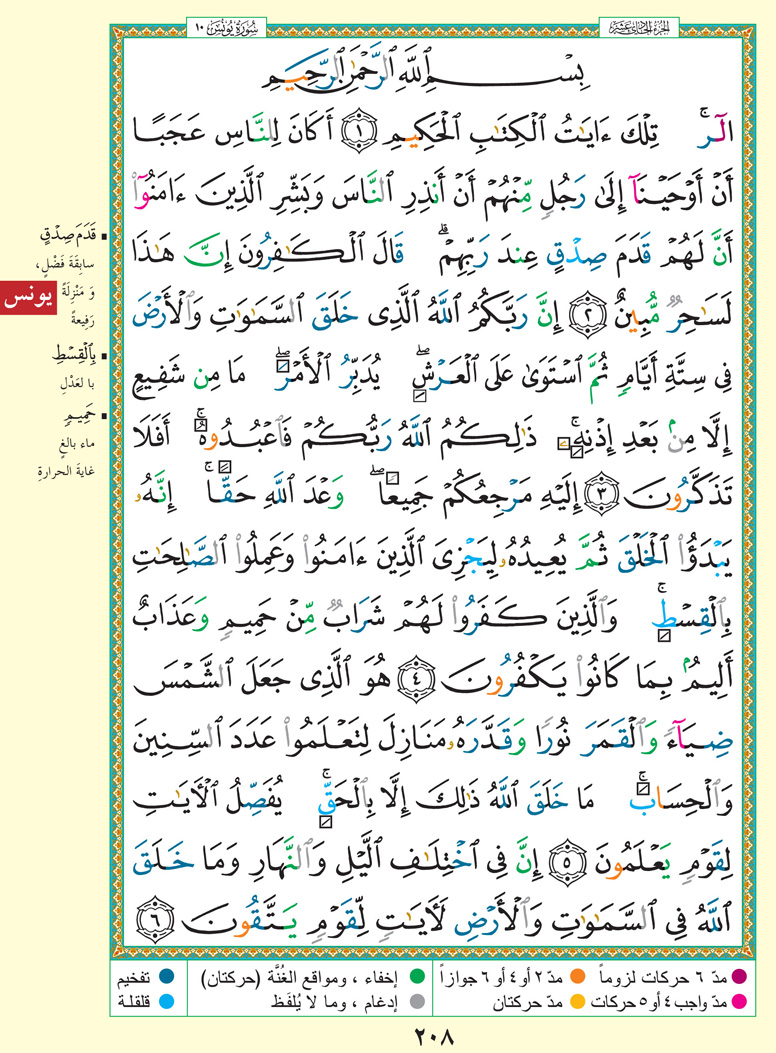 الجزء الحادي عشر
سورة يونس ١٠
بِسْمِ ٱللَّهِ ٱلرَّحْمَٰنِ ٱلرَّحِيمِ
الٓرۚ تِلْكَ ءَايَٰتُ ٱلْكِتَٰبِ ٱلْحَكِيمِ ۝١ أَكَانَ لِلنَّاسِ عَجَبًا
أَنْ أَوْحَيْنَآ إِلَىٰ رَجُلٍ مِّنْهُمْ أَنْ أَنذِرِ ٱلنَّاسَ وَبَشِّرِ ٱلَّذِينَ ءَامَنُوٓا۟
أَنَّ لَهُمْ قَدَمَ صِدْقٍ عِندَ رَبِّهِمْۗ قَالَ ٱلْكَٰفِرُونَ إِنَّ هَٰذَا
لَسَٰحِرٌ مُّبِينٌ ۝٢ إِنَّ رَبَّكُمُ ٱللَّهُ ٱلَّذِى خَلَقَ ٱلسَّمَٰوَٰتِ وَٱلْأَرْضَ
فِى سِتَّةِ أَيَّامٍ ثُمَّ ٱسْتَوَىٰ عَلَى ٱلْعَرْشِۖ يُدَبِّرُ ٱلْأَمْرَۖ مَا مِن شَفِيعٍ
إِلَّا مِنۢ بَعْدِ إِذْنِهِۦۚ ذَٰلِكُمُ ٱللَّهُ رَبُّكُمْ فَٱعْبُدُوهُۚ أَفَلَا
تَذَكَّرُونَ ۝٣ إِلَيْهِ مَرْجِعُكُمْ جَمِيعًاۖ وَعْدَ ٱللَّهِ حَقًّاۚ إِنَّهُۥ
يَبْدَؤُا۟ ٱلْخَلْقَ ثُمَّ يُعِيدُهُۥ لِيَجْزِىَ ٱلَّذِينَ ءَامَنُوا۟ وَعَمِلُوا۟ ٱلصَّٰلِحَٰتِ
بِٱلْقِسْطِۚ وَٱلَّذِينَ كَفَرُوا۟ لَهُمْ شَرَابٌ مِّنْ حَمِيمٍ وَعَذَابٌ
أَلِيمٌۢ بِمَا كَانُوا۟ يَكْفُرُونَ ۝٤ هُوَ ٱلَّذِى جَعَلَ ٱلشَّمْسَ
ضِيَآءً وَٱلْقَمَرَ نُورًا وَقَدَّرَهُۥ مَنَازِلَ لِتَعْلَمُوا۟ عَدَدَ ٱلسِّنِينَ
وَٱلْحِسَابَۚ مَا خَلَقَ ٱللَّهُ ذَٰلِكَ إِلَّا بِٱلْحَقِّۚ يُفَصِّلُ ٱلْءَايَٰتِ
لِقَوْمٍ يَعْلَمُونَ ۝٥ إِنَّ فِى ٱخْتِلَٰفِ ٱلَّيْلِ وَٱلنَّهَارِ وَمَا خَلَقَ
ٱللَّهُ فِى ٱلسَّمَٰوَٰتِ وَٱلْأَرْضِ لَءَايَٰتٍ لِّقَوْمٍ يَتَّقُونَ ۝٦
قَدَمَ صِدْقٍ
سابِقَةَ فَضْلٍ،
وَ مَنْزِلَةً
رَفِيعةً
بِٱلْقِسْطِ
با لعَدْلِ
حَمِيمٍ
ماء بالغٍ
غايةَ الحرارةِ
يونس
مدّ ٦ حركات لزوماً
مدّ ٢ أو ٤ أو ٦ جوازاً
إخفاء ، ومواقع الغُنَّة (حركتان)
تفخيم
مدّ واجب ٤ أو ٥ حركات
مدّ حركتان
إدغام ، وما لا يُلفَظ
قلقلة
٢٠٨